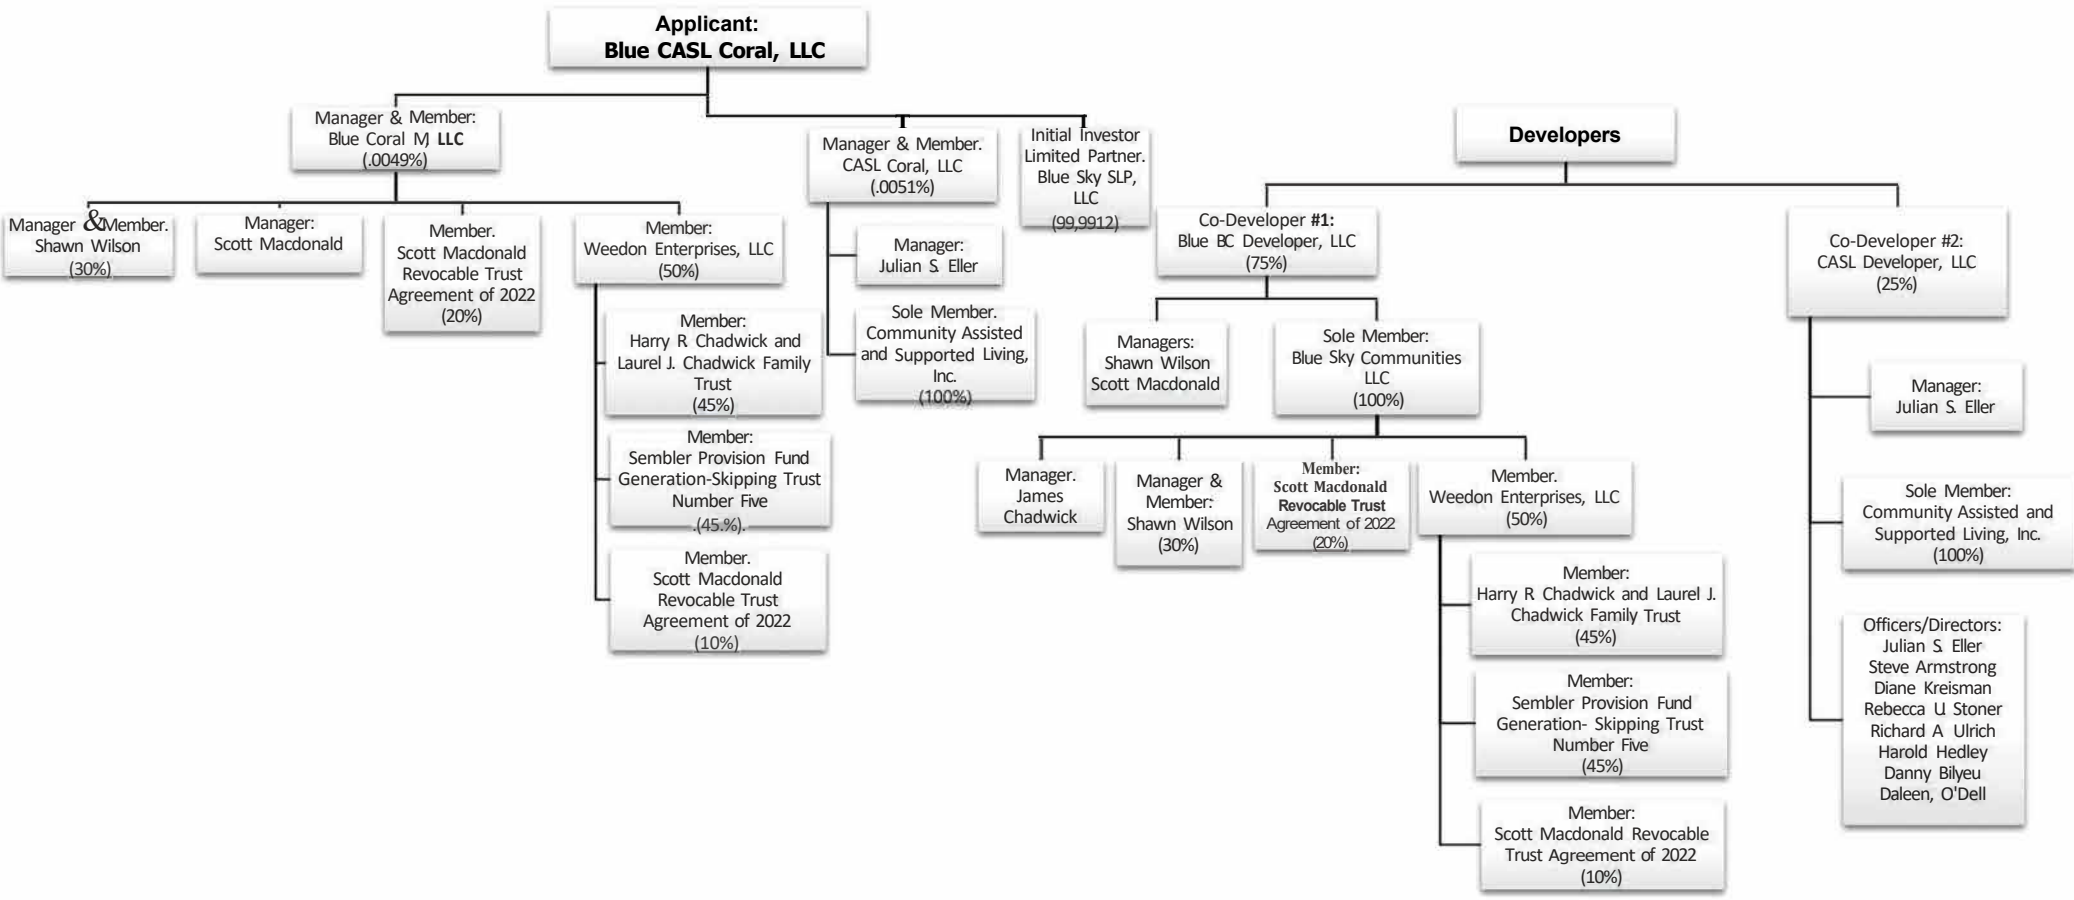 Applicant:
Blue CASL Coral, LLC
Manager & Member:
Blue Coral M, LLC
(.0049%)
Manager & Member.
Shawn Wilson
(30%)
Manager:
Scott Macdonald
Member.
Scott Macdonald
Revocable Trust
Agreement of 2022
(20%)
Member:
Weedon Enterprises, LLC
(50%)
Member:
Harry R Chadwick and
Laurel J. Chadwick Family
Trust
(45%)
Member:
Sembler Provision Fund
Generation-Skipping Trust
Number Five
.(45.%).
Member.
Scott Macdonald
Revocable Trust
Agreement of 2022
(10%)
Manager & Member.
CASL Coral, LLC
(.0051%)
Manager:
Julian S. Eller
Sole Member.
Community Assisted
and Supported Living,
Inc.
(100%)
Initial Investor
Limited Partner.
Blue Sky SLP,
LLC
(99,9912)
Developers
Co-Developer #1:
Blue BC Developer, LLC
(75%)
Managers:
Shawn Wilson
Scott Macdonald
Sole Member:
Blue Sky Communities
LLC
(100%)
Manager.
James
Chadwick
Manager &
Member:
Shawn Wilson
(30%)
Member:
Scott Macdonald
Revocable Trust
Agreement of 2022
(20%)
Member.
Weedon Enterprises, LLC
(50%)
Member:
Harry R Chadwick and Laurel J.
Chadwick Family Trust
(45%)
Member:
Sembler Provision Fund
Generation- Skipping Trust
Number Five
(45%)
Member:
Scott Macdonald Revocable
Trust Agreement of 2022
(10%)
Co-Developer #2:
CASL Developer, LLC
(25%)
Manager:
Julian S. Eller
Sole Member:
Community Assisted and
Supported Living, Inc.
(100%)
Officers/Directors:
Julian S. Eller
Steve Armstrong
Diane Kreisman
Rebecca U. Stoner
Richard A Ulrich
Harold Hedley
Danny Bilyeu
Daleen, O'Dell